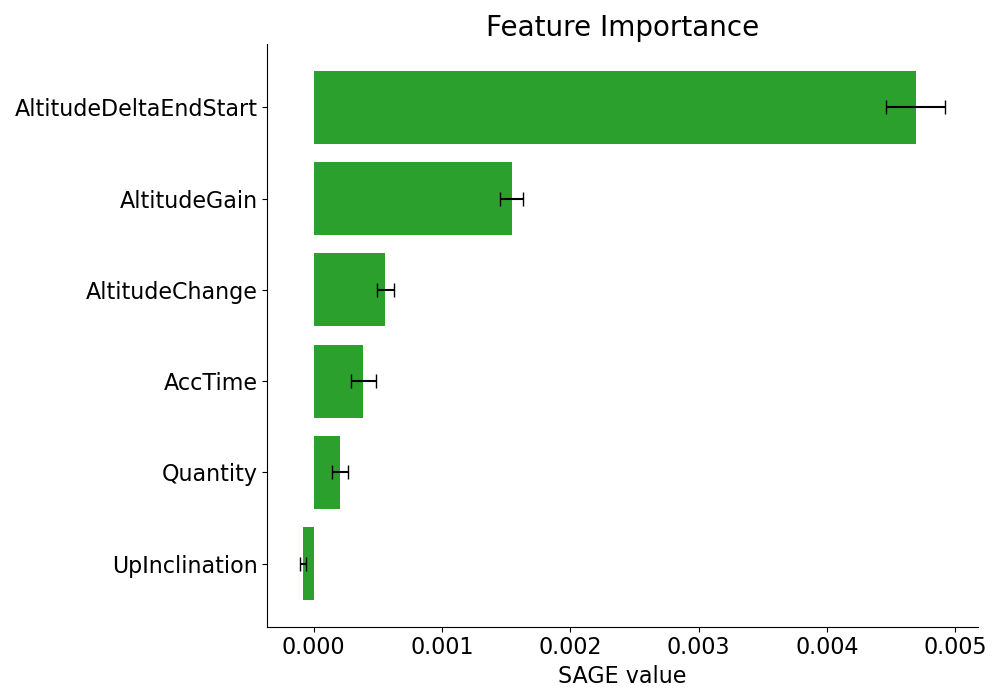 Feature Importance
AltitudeDeltaEndStart
AltitudeGain
AltitudeChange
AccTime
Quantity
UpInclination
0.000 0.001 0.002 0.003 0.004 0.005
SAGE value